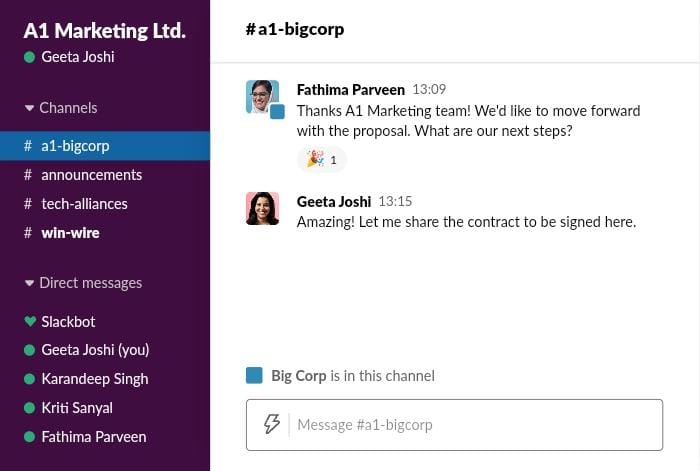 A1 Marketing Ltd.
Geeta Joshi
Channels
# a1-bigcorp
# announcements
# tech-alliances
# win-wire
Direct messages
Slackbot
Geeta Joshi (you)
Karandeep Singh
Kriti Sanyal
Fathima Parveen
#a1-bigcorp
Fathima Parveen 13:09
Thanks A1 Marketing team! We'd like to move forward
with the proposal. What are our next steps?
🎉 1
Geeta Joshi 13:15
Amazing! Let me share the contract to be signed here.
Big Corp is in this channel
Message #a1-bigcorp